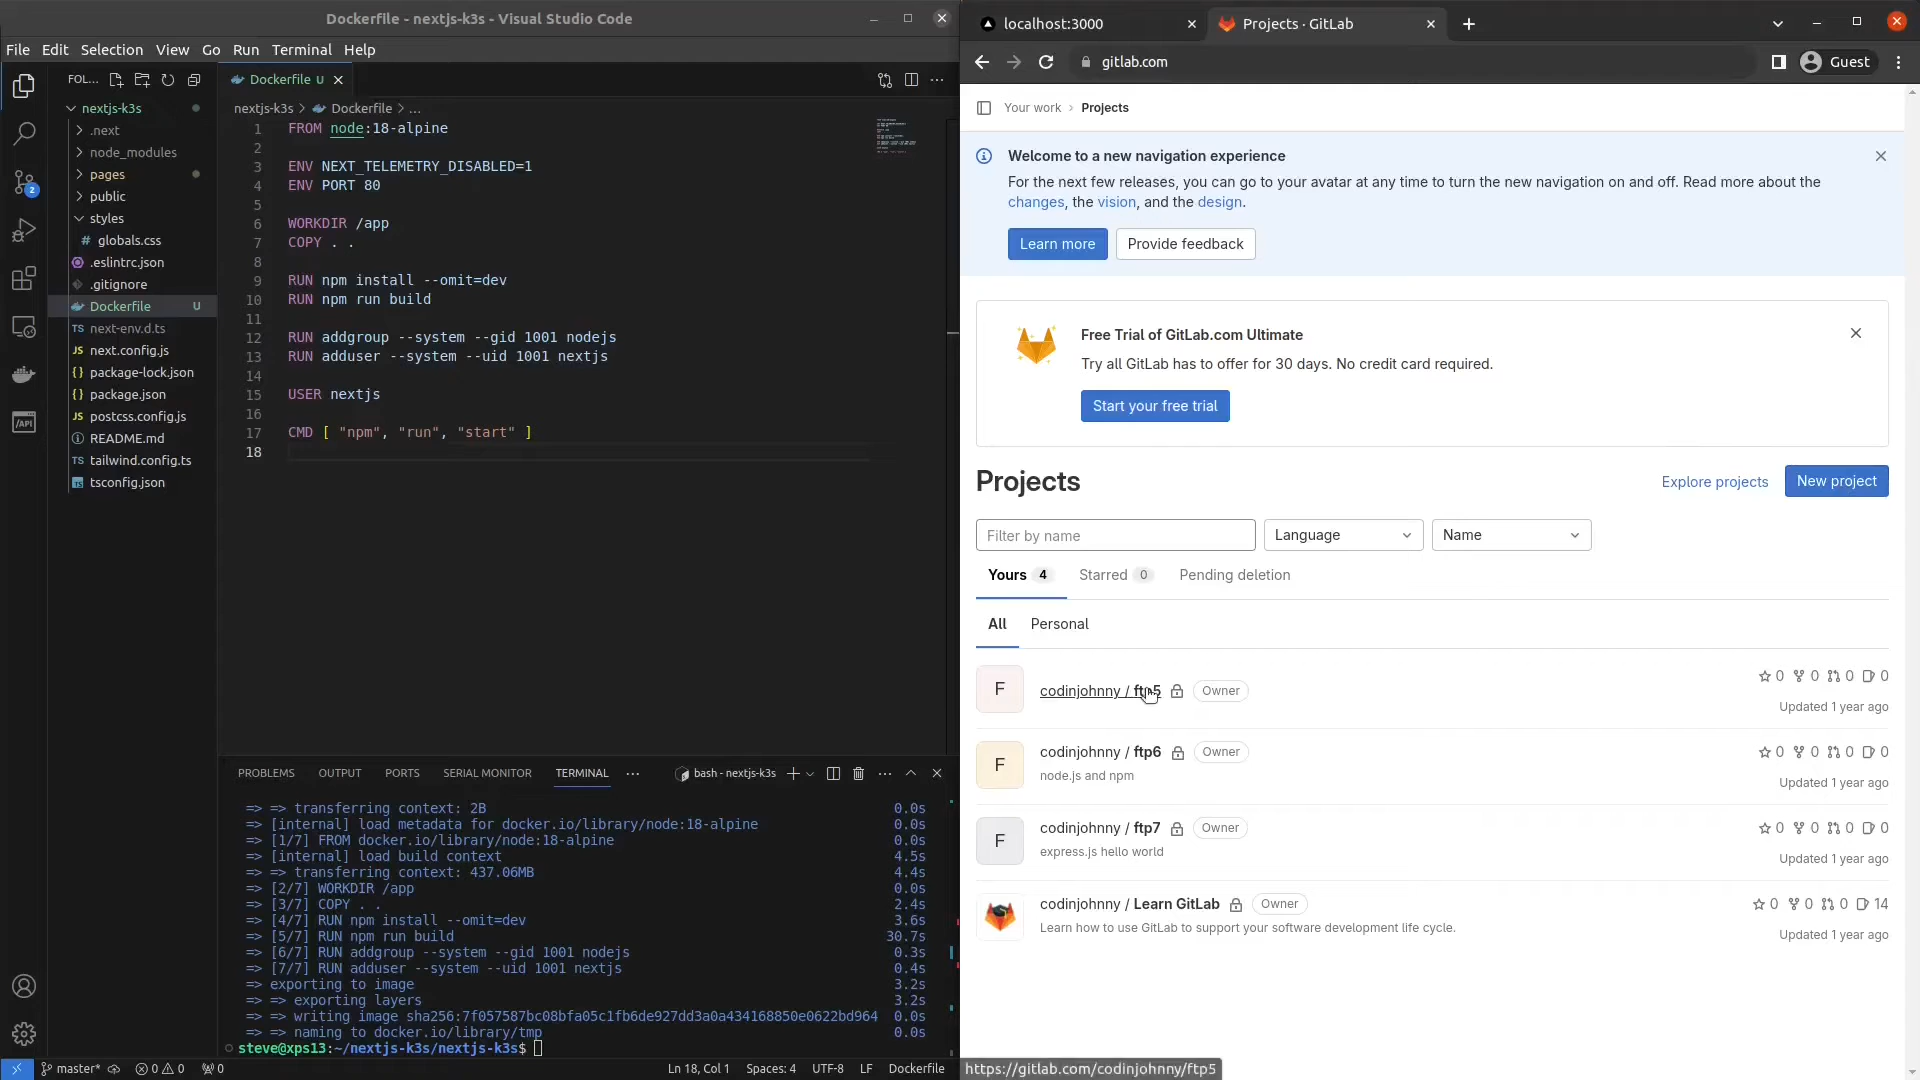 Dockerfile - nextjs-k3s - Visual Studio Code
File Edit Selection View Go Run Terminal Help
FOL...
nextjs-k3s
.next
node_modules
pages
public
styles
# globals.css
.eslintrc.json
.gitignore
Dockerfile U
TS next-env.d.ts
JS next.config.js
{} package-lock.json
{} package.json
JS postcss.config.js
README.md
TS tailwind.config.ts
tsconfig.json
2
/API
Dockerfile U
nextjs-k3s > Dockerfile > ...
1 FROM node:18-alpine
2
3 ENV NEXT_TELEMETRY_DISABLED=1
4 ENV PORT 80
5
6 WORKDIR /app
7 COPY . .
8
9 RUN npm install --omit=dev
10 RUN npm run build
11
12 RUN addgroup --system --gid 1001 nodejs
13 RUN adduser --system --uid 1001 nextjs
14
15 USER nextjs
16
17 CMD [ "npm", "run", "start" ]
18
PROBLEMS OUTPUT PORTS SERIAL MONITOR TERMINAL ... bash - nextjs-k3s
=> => transferring context: 2B 0.0s
=> [internal] load metadata for docker.io/library/node:18-alpine 0.0s
=> [1/7] FROM docker.io/library/node:18-alpine 0.0s
=> [internal] load build context 4.5s
=> => transferring context: 437.06MB 4.4s
=> [2/7] WORKDIR /app 0.0s
=> [3/7] COPY . . 2.4s
=> [4/7] RUN npm install --omit=dev 3.6s
=> [5/7] RUN npm run build 30.7s
=> [6/7] RUN addgroup --system --gid 1001 nodejs 0.3s
=> [7/7] RUN adduser --system --uid 1001 nextjs 0.4s
=> exporting to image 3.2s
=> => exporting layers 3.2s
=> => writing image sha256:7f057587bc08bfa05c1fb6de927dd3a0a434168850e0622bd964 0.0s
=> => naming to docker.io/library/tmp 0.0s
steve@xps13:~/nextjs-k3s/nextjs-k3s$
master* 0 0 0 Ln 18, Col 1 Spaces: 4 UTF-8 LF Dockerfile
localhost:3000
Projects · GitLab
gitlab.com
Guest
Your work › Projects
Welcome to a new navigation experience
For the next few releases, you can go to your avatar at any time to turn the new navigation on and off. Read more about the
changes, the vision, and the design.
Learn more
Provide feedback
Free Trial of GitLab.com Ultimate
Try all GitLab has to offer for 30 days. No credit card required.
Start your free trial
Projects
Explore projects
New project
Filter by name
Language
Name
Yours 4
Starred 0
Pending deletion
All
Personal
F
codinjohnny / ftp5 Owner
0 0 0 0
Updated 1 year ago
F
codinjohnny / ftp6 Owner
node.js and npm
0 0 0 0
Updated 1 year ago
F
codinjohnny / ftp7 Owner
express.js hello world
0 0 0 0
Updated 1 year ago
codinjohnny / Learn GitLab Owner
Learn how to use GitLab to support your software development life cycle.
0 0 0 14
Updated 1 year ago
https://gitlab.com/codinjohnny/ftp5